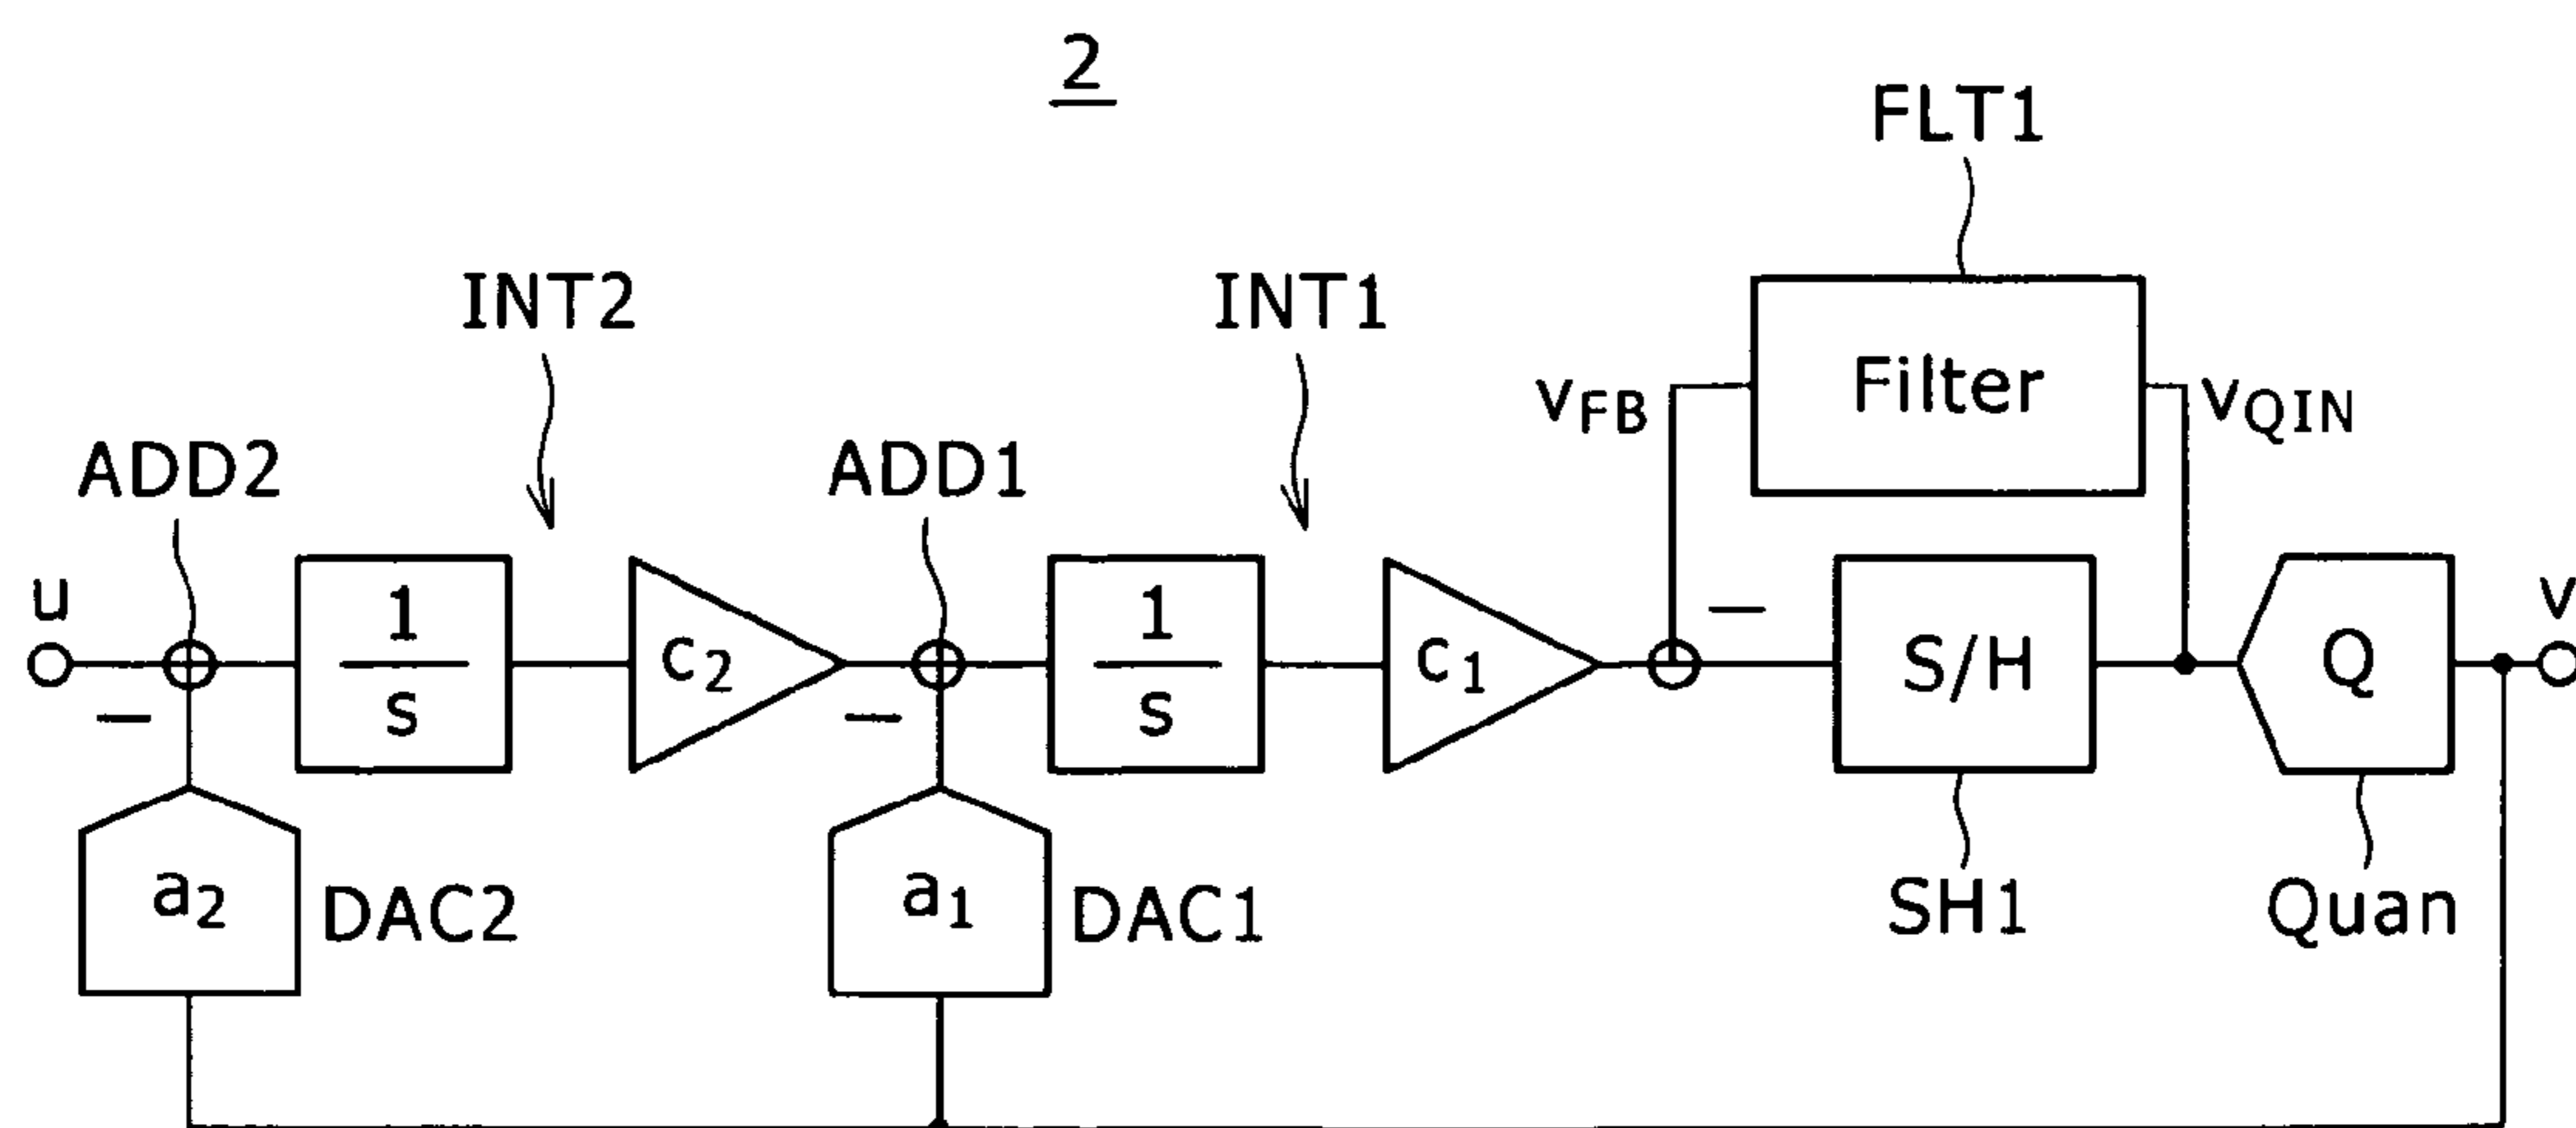 2
FLT1
INT2
INT1
Filter
vFB
vQIN
ADD2
ADD1
u
1
s
c2
1
s
c1
S/H
Q
v
a2
DAC2
a1
DAC1
SH1
Quan